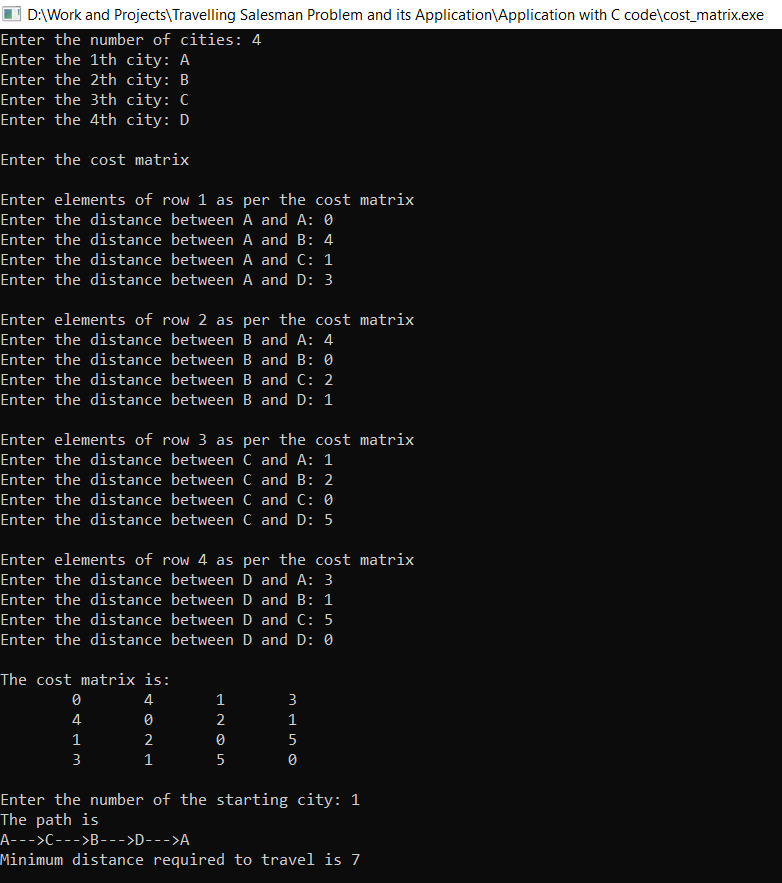 D:\Work and Projects\Travelling Salesman Problem and its Application\Application with C code\cost_matrix.exe
Enter the number of cities: 4
Enter the 1th city: A
Enter the 2th city: B
Enter the 3th city: C
Enter the 4th city: D
Enter the cost matrix
Enter elements of row 1 as per the cost matrix
Enter the distance between A and A: 0
Enter the distance between A and B: 4
Enter the distance between A and C: 1
Enter the distance between A and D: 3
Enter elements of row 2 as per the cost matrix
Enter the distance between B and A: 4
Enter the distance between B and B: 0
Enter the distance between B and C: 2
Enter the distance between B and D: 1
Enter elements of row 3 as per the cost matrix
Enter the distance between C and A: 1
Enter the distance between C and B: 2
Enter the distance between C and C: 0
Enter the distance between C and D: 5
Enter elements of row 4 as per the cost matrix
Enter the distance between D and A: 3
Enter the distance between D and B: 1
Enter the distance between D and C: 5
Enter the distance between D and D: 0
The cost matrix is:
0 4 1 3
4 0 2 1
1 2 0 5
3 1 5 0
Enter the number of the starting city: 1
The path is
A--->C--->B--->D--->A
Minimum distance required to travel is 7